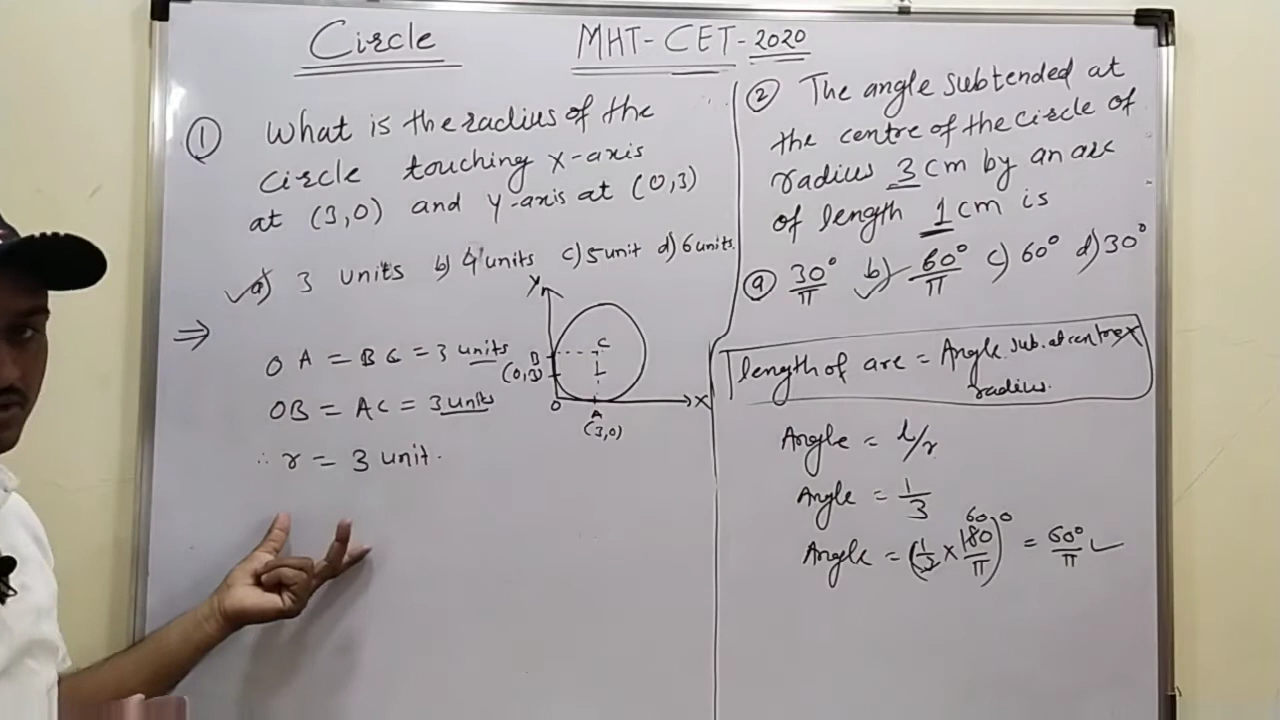 Circle
MHT-CET-2020
① What is the radius of the
circle touching X-axis
at (3,0) and Y-axis at (0,3)
a) 3 units b) 4 units c) 5 unit d) 6 units.
⇒
OA = BC = 3 units
OB = AC = 3 units
∴ r = 3 unit.
Y
B
C
(0,3)
O
X
A
(3,0)
② The angle subtended at
the centre of the circle of
radius 3 cm by an arc
of length 1 cm is
ⓐ 30°/π b) 60°/π c) 60° d) 30°
length of arc = Angle sub. at centre x
radius.
Angle = l/r
Angle = 1/3
Angle = (1/3 × 180/π)° = 60°/π
60